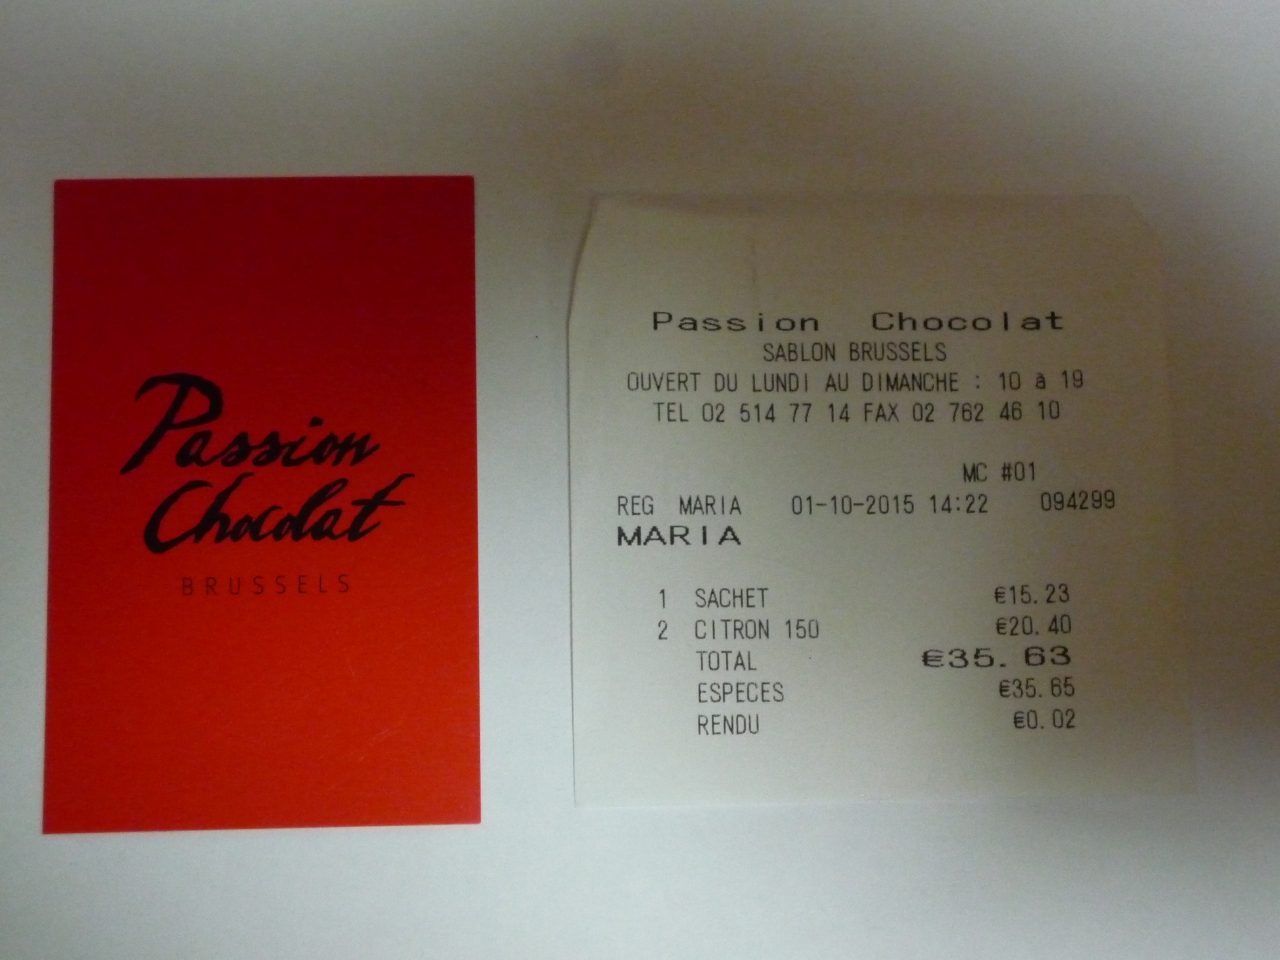 Passion
Chocolat
BRUSSELS
Passion Chocolat
SABLON BRUSSELS
OUVERT DU LUNDI AU DIMANCHE : 10 à 19
TEL 02 514 77 14 FAX 02 762 46 10
MC #01
REG MARIA 01-10-2015 14:22 094299
MARIA
1 SACHET €15.23
2 CITRON 150 €20.40
TOTAL €35.63
ESPECES €35.65
RENDU €0.02